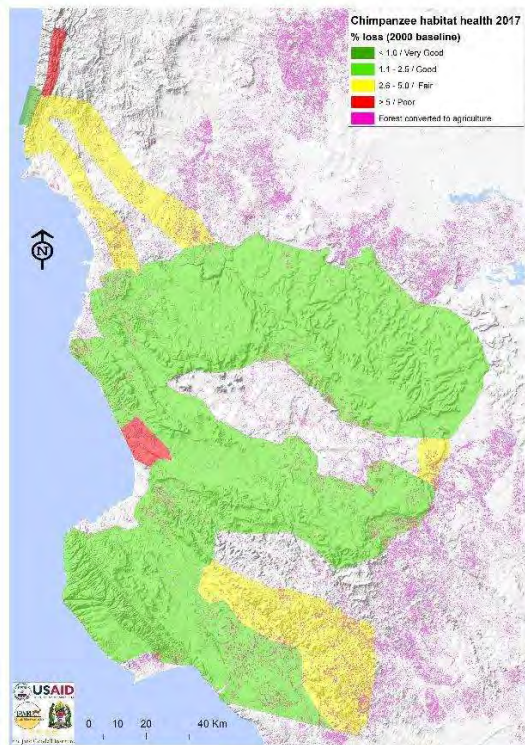 Chimpanzee habitat health 2017
% loss (2000 baseline)
< 1.0 / Very Good
1.1 - 2.5 / Good
2.6 - 5.0 / Fair
> 5 / Poor
Forest converted to agriculture
N
USAID
0 10 20 40 Km